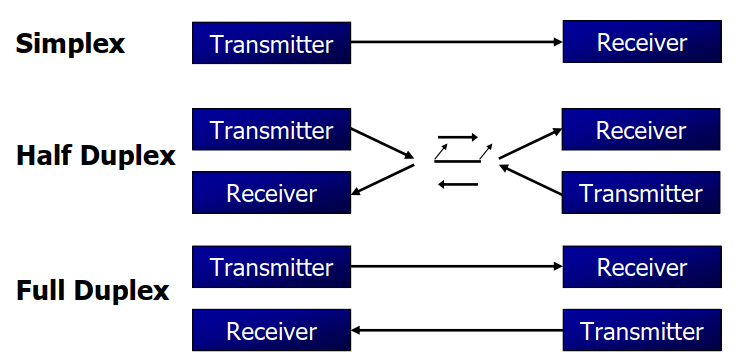 Simplex Transmitter Receiver
Transmitter Receiver
Half Duplex
Receiver Transmitter
Transmitter Receiver
Full Duplex
Receiver Transmitter